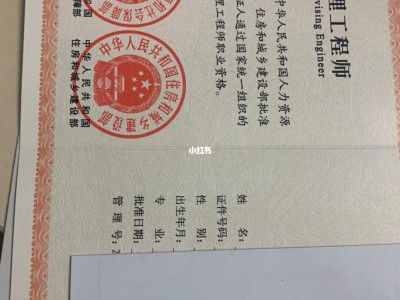 理工程师
vising Engineer
中华人民共和国人力资源
住房和城乡建设部批准
证人通过国家统一组织的
理工程师职业资格。
中华人民共和国住房和城乡建设部
中华人民共和国
住房和城乡建设部
小红书
姓 名:
证件号码:
性 别:
出生年月:
专 业:
批准日期:
管 理 号: